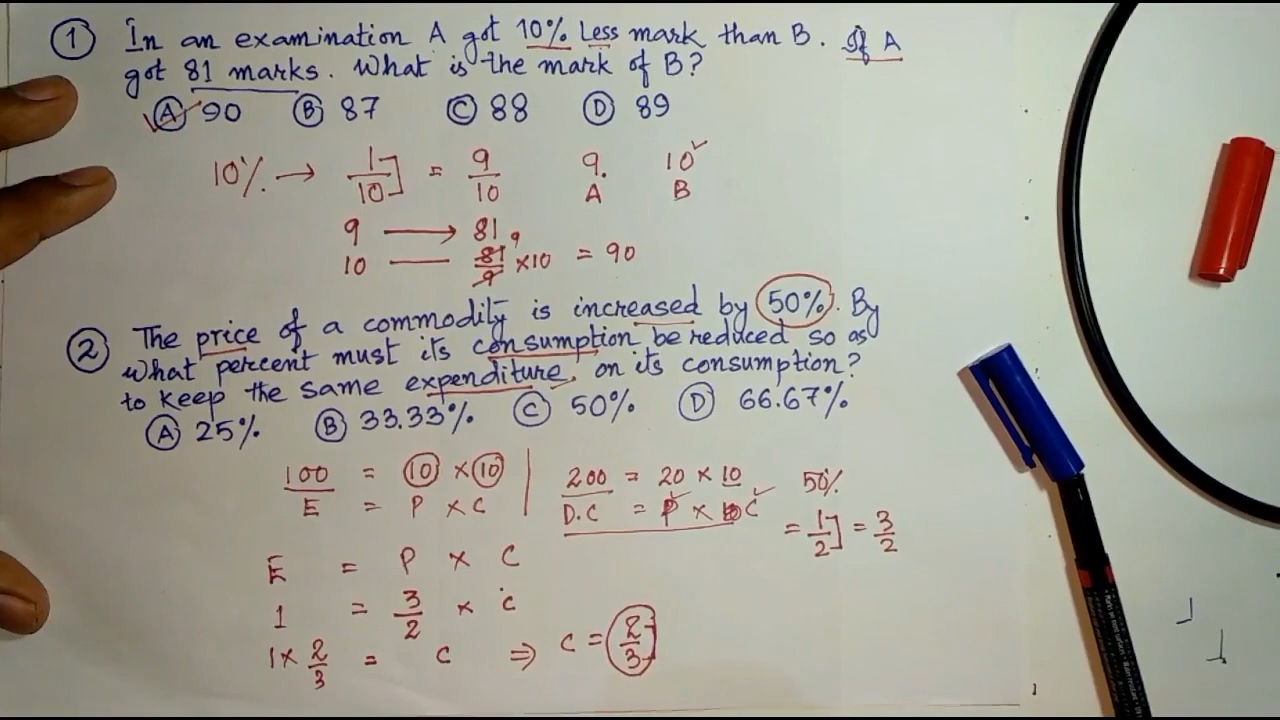 ① In an examination A got 10% Less mark than B. If A
got 81 marks. What is the mark of B?
Ⓐ 90 Ⓑ 87 Ⓒ 88 Ⓓ 89
10% → 1/10 = 9/10 9 10
A B
9 → 81
10 — 81/9 × 10 = 90
② The price of a commodity is increased by 50%. By
what percent must its consumption be reduced so as
to keep the same expenditure, on its consumption?
Ⓐ 25% Ⓑ 33.33% Ⓒ 50% Ⓓ 66.67%
100 = 10 × 10 | 200 = 20 × 10 50%
E = P × C | D.C = P × C = 1/2 = 3/2
E = P × C
1 = 3/2 × C
1 × 2/3 = C ⇒ C = 2/3